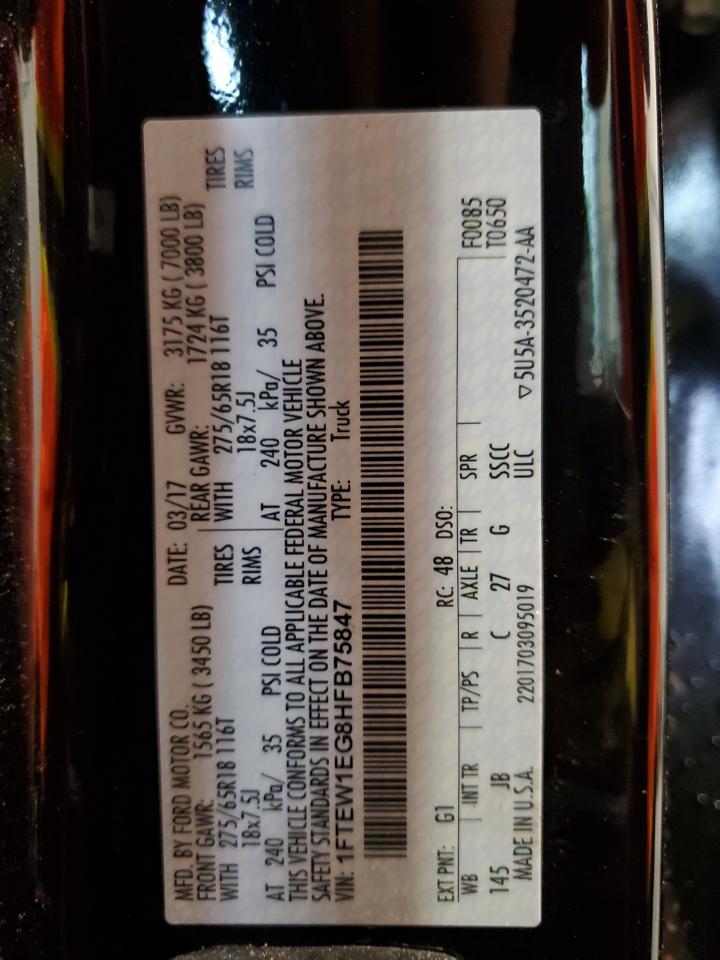 MFD. BY FORD MOTOR CO. DATE: 03/17 GVWR: 3175 KG ( 7000 LB)
FRONT GAWR: 1565 KG ( 3450 LB) REAR GAWR: 1724 KG ( 3800 LB)
WITH 275/65R18 116T TIRES WITH 275/65R18 116T TIRES
18x7.5J RIMS 18x7.5J RIMS
AT 240 kPa/ 35 PSI COLD AT 240 kPa/ 35 PSI COLD
THIS VEHICLE CONFORMS TO ALL APPLICABLE FEDERAL MOTOR VEHICLE
SAFETY STANDARDS IN EFFECT ON THE DATE OF MANUFACTURE SHOWN ABOVE.
VIN: 1FTEW1EG8HFB75847 TYPE: Truck
EXT PNT: G1 RC: 48 DSO: F0085
WB INT TR TP/PS R AXLE TR SPR T0650
145 JB C 27 G SSCC
MADE IN U.S.A. 2201703095019 ULC ▽5U5A-3520472-AA